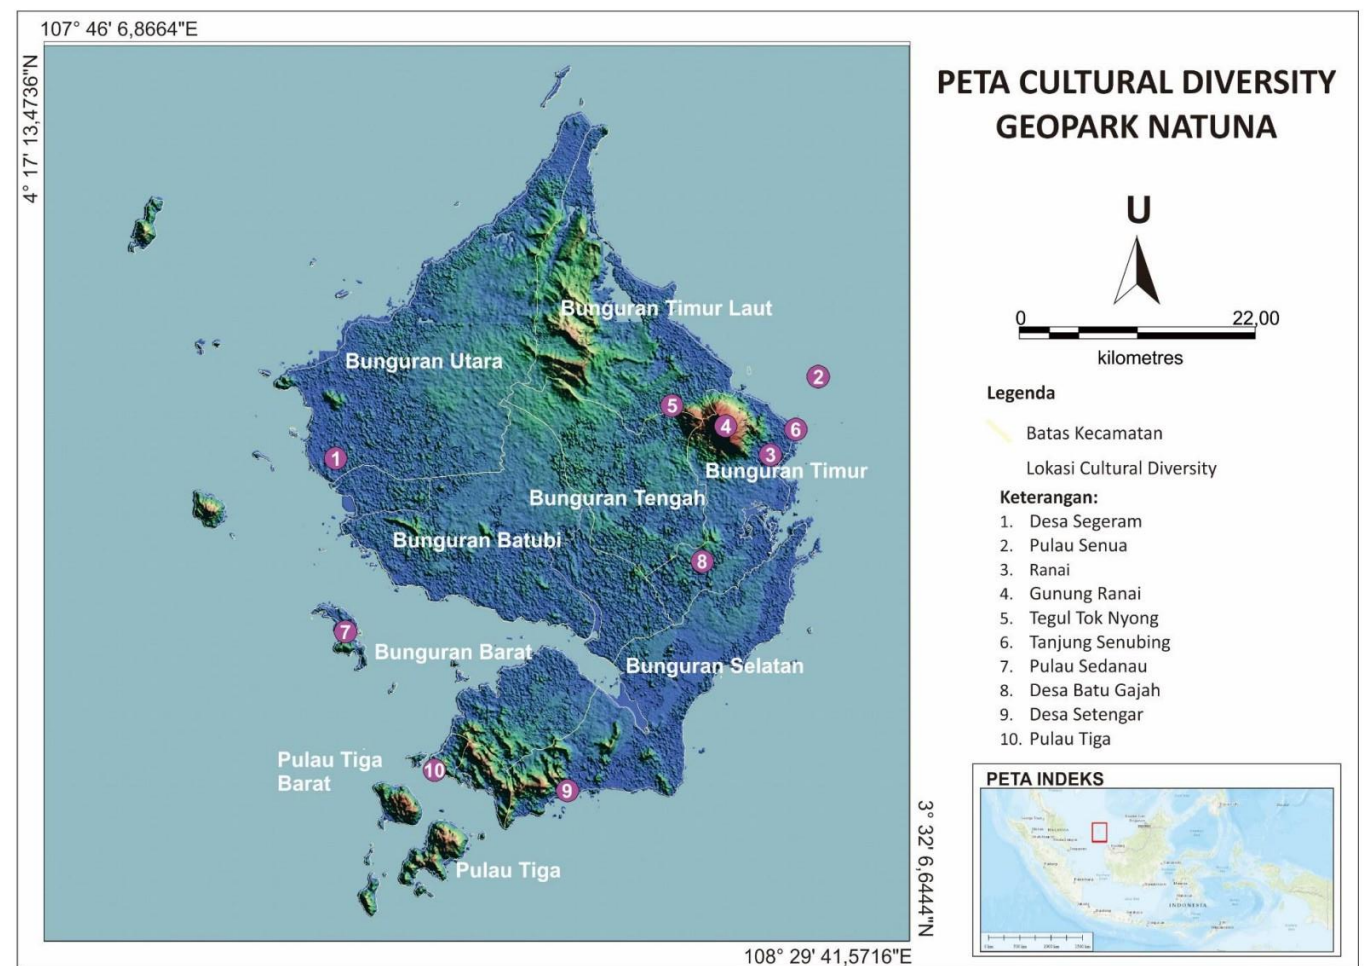 107° 46' 6,8664"E
4° 17' 13,4736"N
PETA CULTURAL DIVERSITY
GEOPARK NATUNA
U
0 22,00
kilometres
Legenda
Batas Kecamatan
Lokasi Cultural Diversity
Keterangan:
1. Desa Segeram
2. Pulau Senua
3. Ranai
4. Gunung Ranai
5. Tegul Tok Nyong
6. Tanjung Senubing
7. Pulau Sedanau
8. Desa Batu Gajah
9. Desa Setengar
10. Pulau Tiga
Bunguran Timur Laut
Bunguran Utara
2
5
4
6
3
1
Bunguran Timur
Bunguran Tengah
Bunguran Batubi
8
7
Bunguran Barat
Bunguran Selatan
Pulau Tiga
Barat
10
9
Pulau Tiga
3° 32' 6,6444"N
108° 29' 41,5716"E
PETA INDEKS
INDONESIA